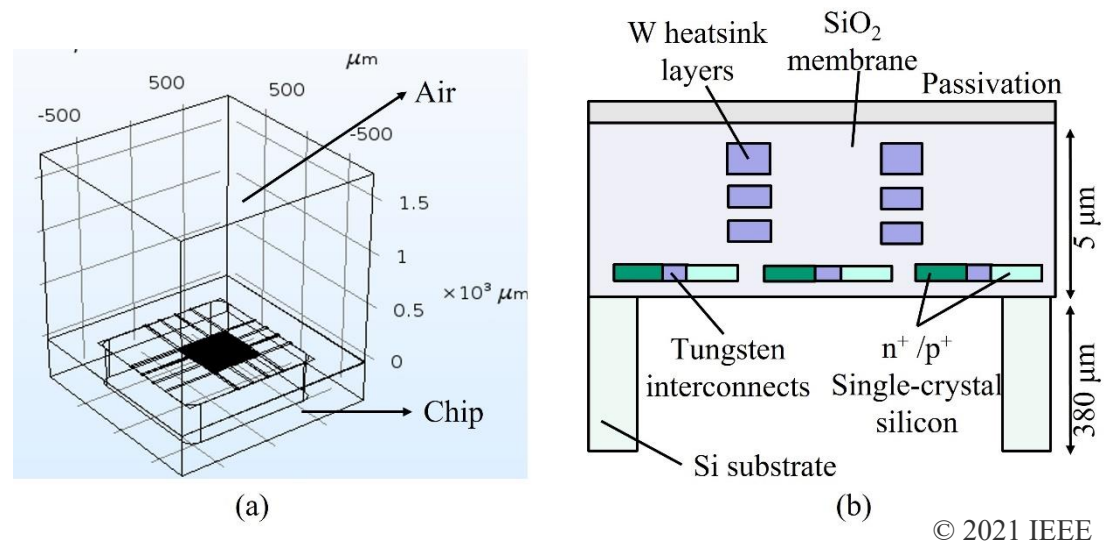 μm
500
500
-500
-500
Air
1.5
1
×10³ μm
0.5
0
Chip
(a)
W heatsink
layers
SiO₂
membrane
Passivation
5 μm
Tungsten
interconnects
n⁺ /p⁺
Single-crystal
silicon
380 μm
Si substrate
(b)
© 2021 IEEE